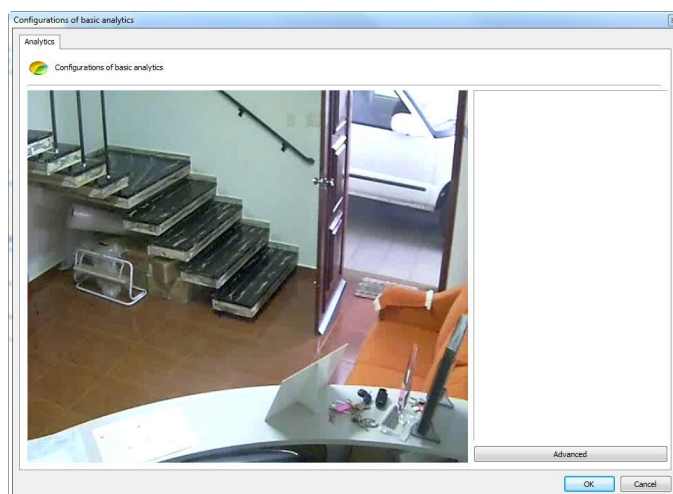 Configurations of basic analytics
Analytics
Configurations of basic analytics
Advanced
OK
Cancel